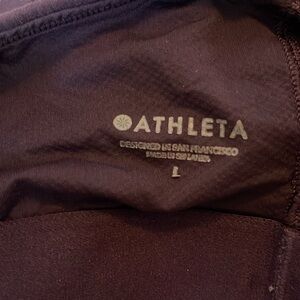 ATHLETA
DESIGNED IN SAN FRANCISCO
MADE IN SRI LANKA
L